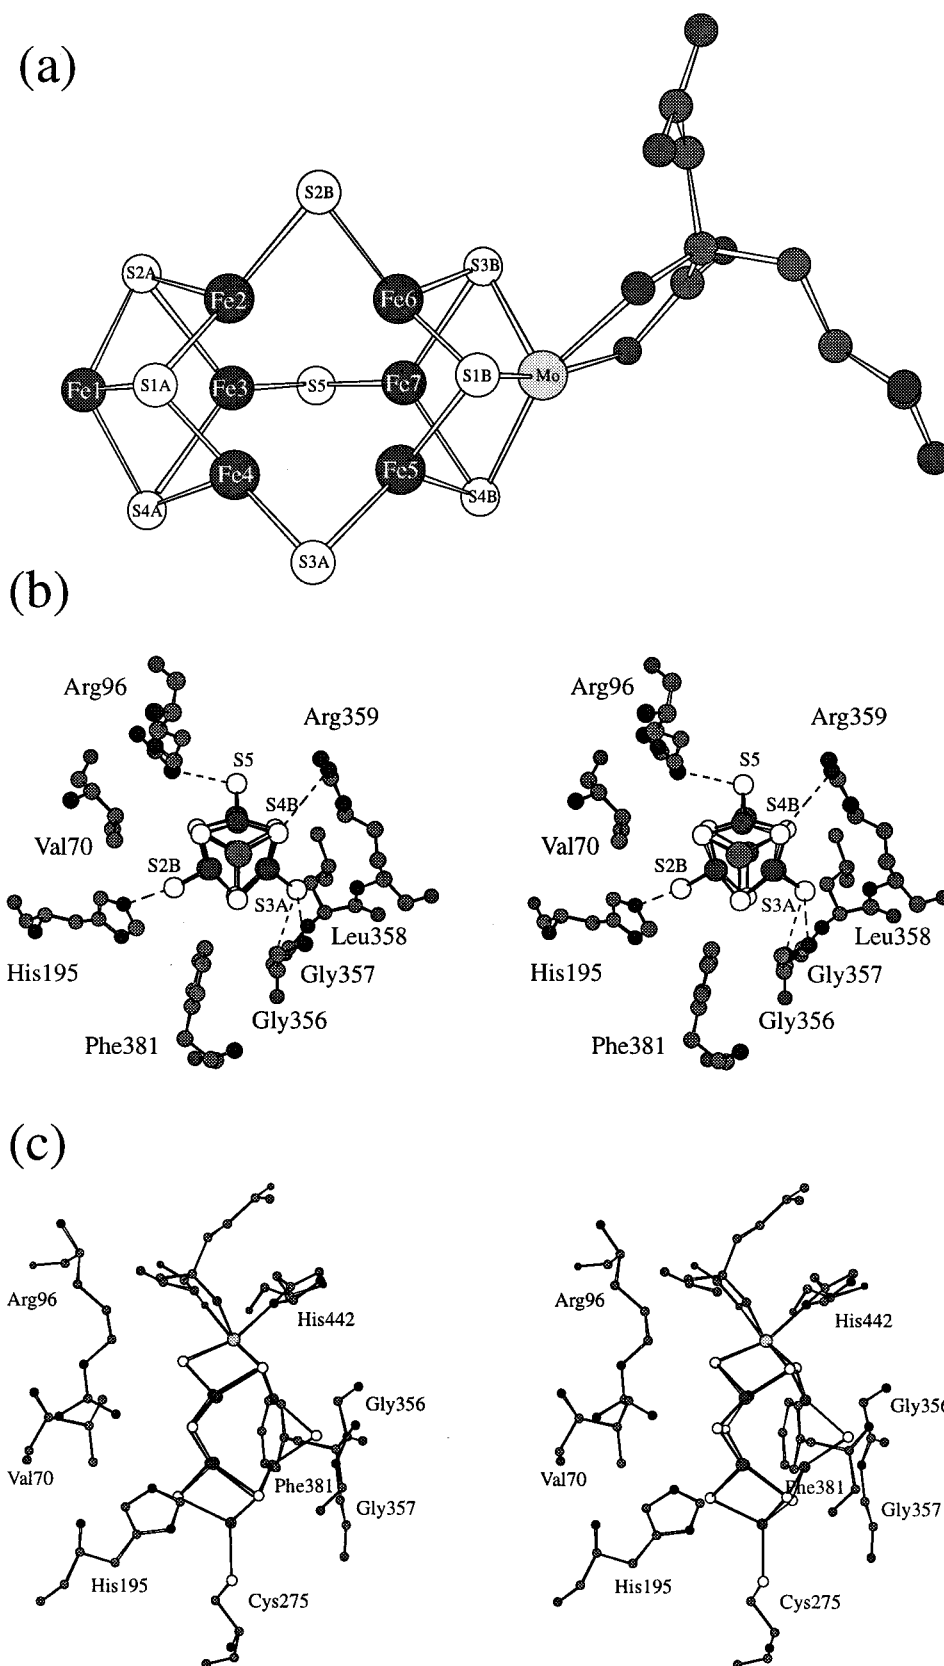 (a)
S2B
S2A
S3B
Fe2
Fe6
Fe1
S1A
Fe3
S5
Fe7
S1B
Mo
Fe4
Fe5
S4A
S4B
S3A
(b)
Arg96
Arg359
S5
S4B
Val70
S2B
S3A
Leu358
His195
Gly357
Gly356
Phe381
Arg96
Arg359
S5
S4B
Val70
S2B
S3A
Leu358
His195
Gly357
Gly356
Phe381
(c)
Arg96
His442
Gly356
Val70
Phe381
Gly357
His195
Cys275
Arg96
His442
Gly356
Val70
Phe381
Gly357
His195
Cys275